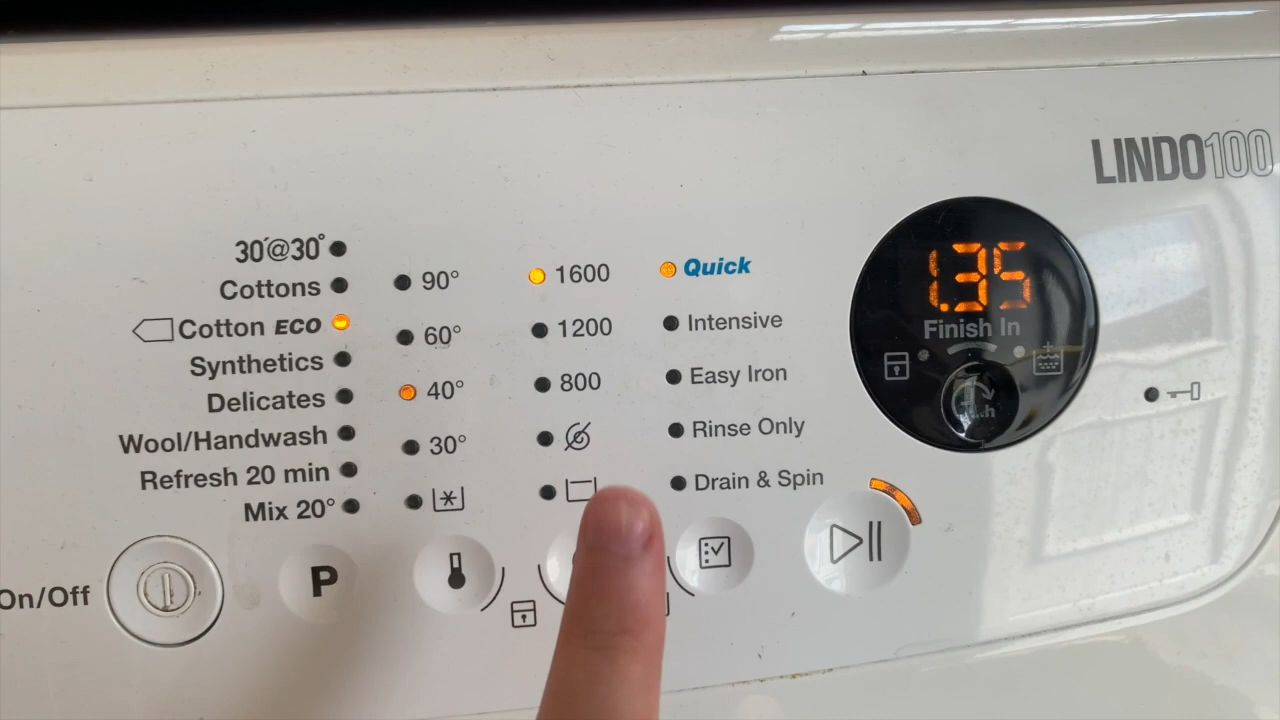 LINDO100
30'@30°
Cottons
Cotton ECO
Synthetics
Delicates
Wool/Handwash
Refresh 20 min
Mix 20°
90°
60°
40°
30°
1600
1200
800
Quick
Intensive
Easy Iron
Rinse Only
Drain & Spin
1.35
Finish In
h
On/Off
P